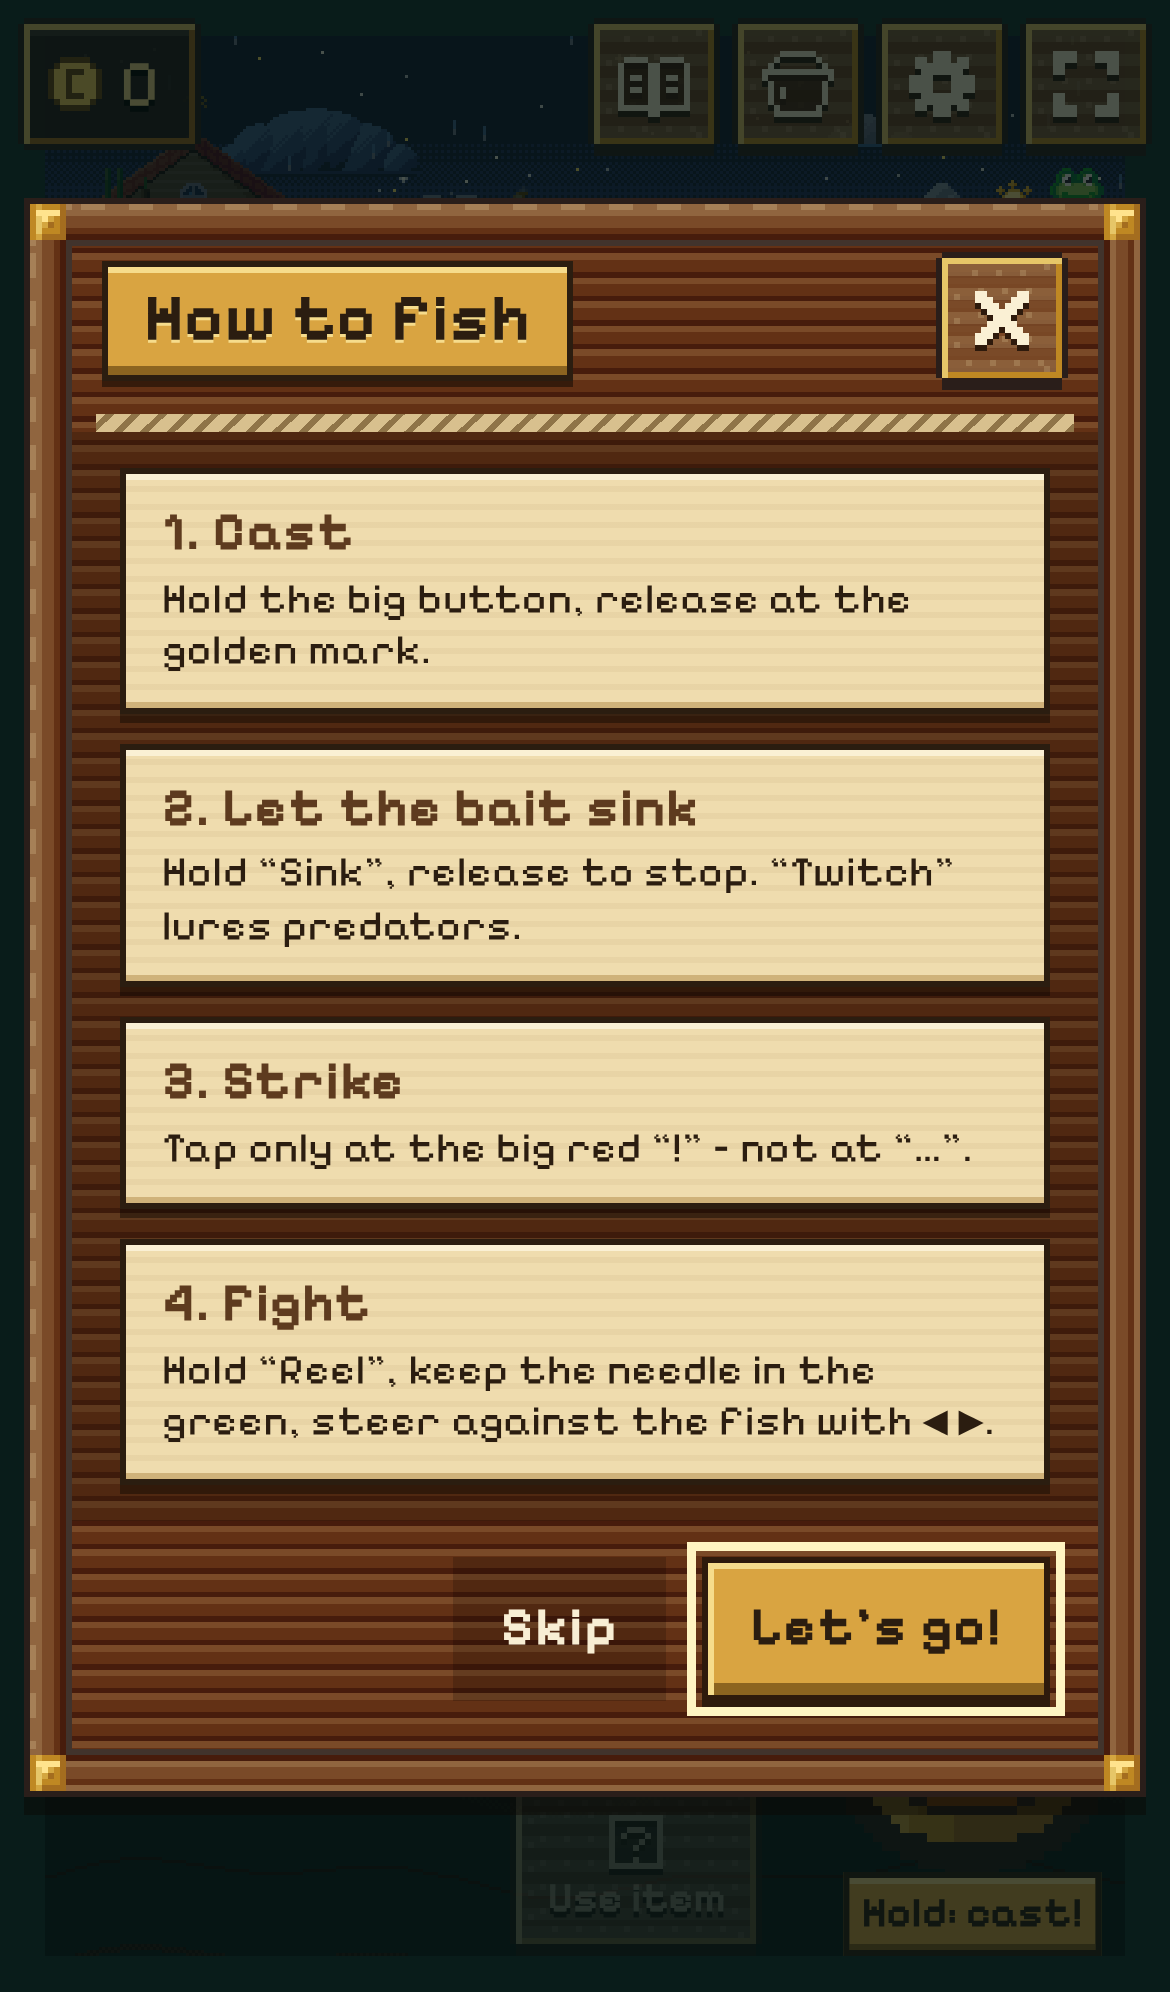 C 0
How to fish
1. Cast
Hold the big button, release at the
golden mark.
2. Let the bait sink
Hold “Sink”, release to stop. “Twitch”
lures predators.
3. Strike
Tap only at the big red “!” - not at “…”.
4. Fight
Hold “Reel”, keep the needle in the
green, steer against the fish with ◀ ▶.
Skip
Let's go!
?
Use item
Hold: cast!